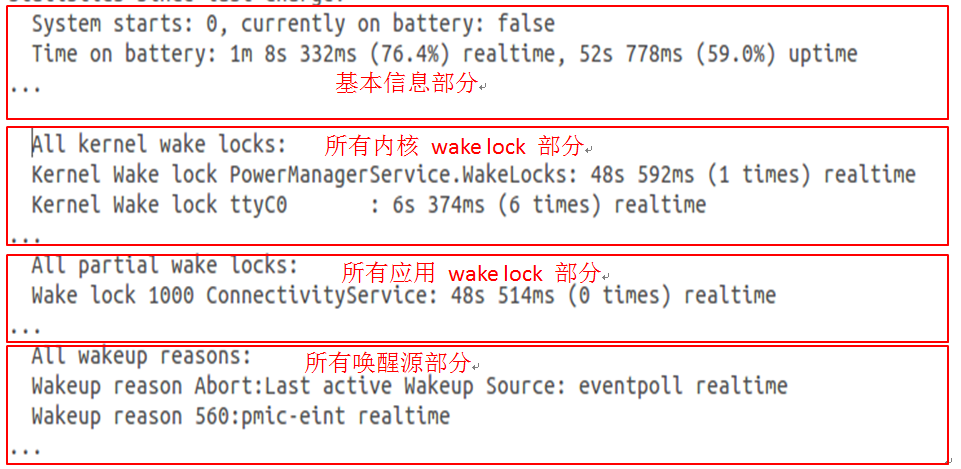 System starts: 0, currently on battery: false
Time on battery: 1m 8s 332ms (76.4%) realtime, 52s 778ms (59.0%) uptime
...
基本信息部分
All kernel wake locks: 所有内核 wake lock 部分
Kernel Wake lock PowerManagerService.WakeLocks: 48s 592ms (1 times) realtime
Kernel Wake lock ttyC0 : 6s 374ms (6 times) realtime
...
All partial wake locks: 所有应用 wake lock 部分
Wake lock 1000 ConnectivityService: 48s 514ms (0 times) realtime
...
All wakeup reasons: 所有唤醒源部分
Wakeup reason Abort:Last active Wakeup Source: eventpoll realtime
Wakeup reason 560:pmic-eint realtime
...